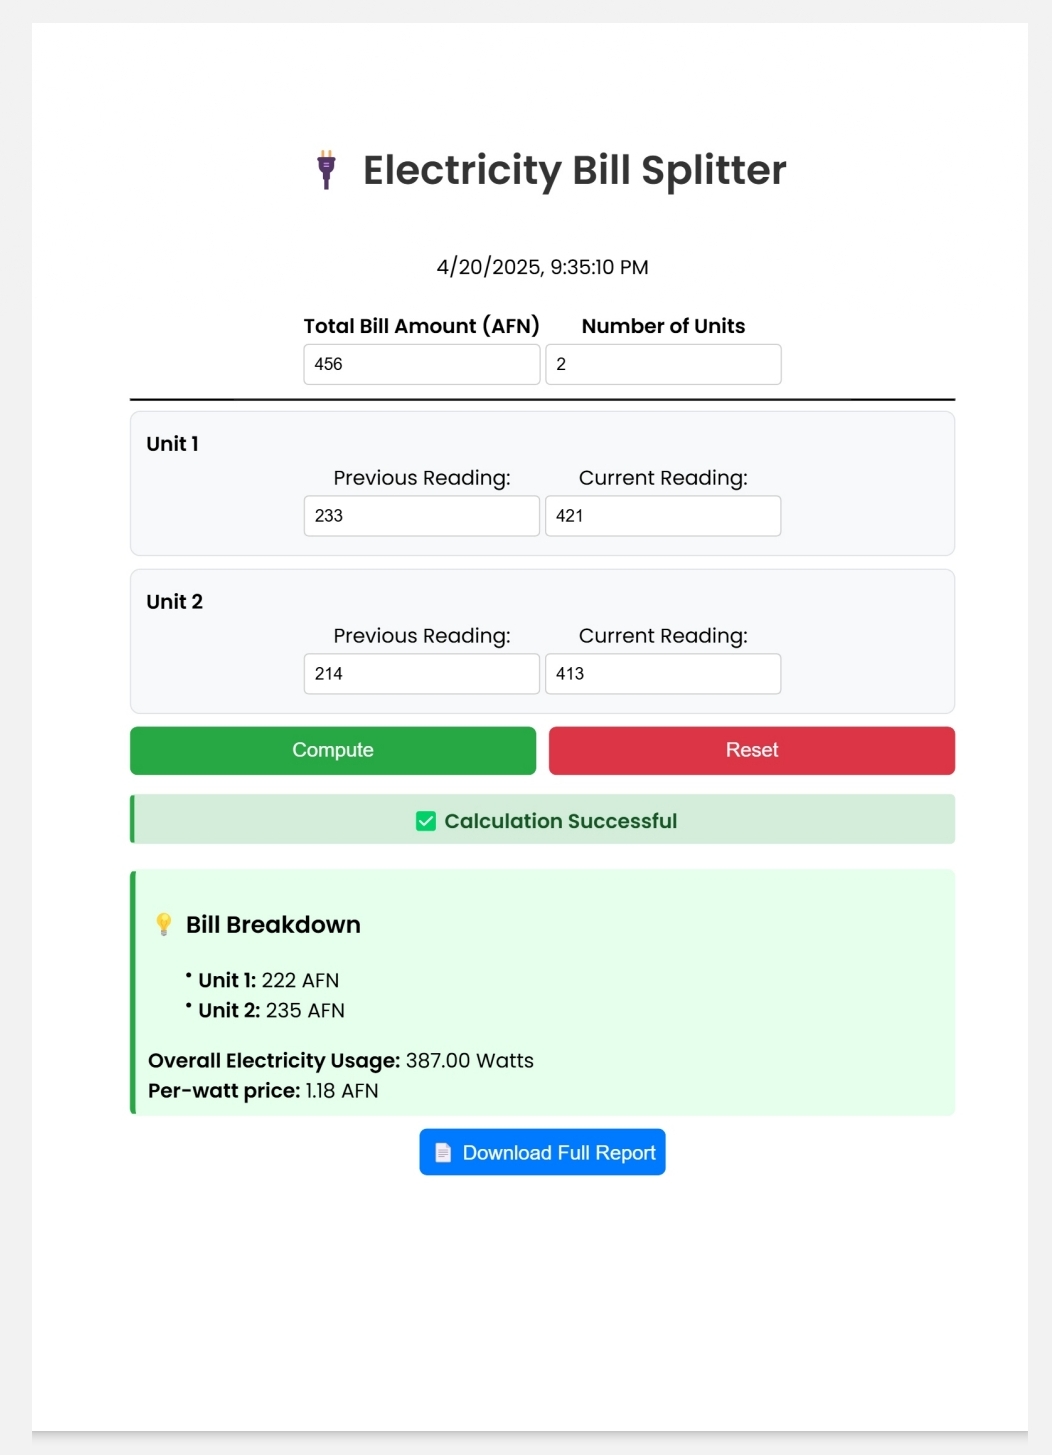 Electricity Bill Splitter
4/20/2025, 9:35:10 PM
Total Bill Amount (AFN) Number of Units
456 2
Unit 1
Previous Reading: Current Reading:
233 421
Unit 2
Previous Reading: Current Reading:
214 413
Compute Reset
✅ Calculation Successful
💡 Bill Breakdown
• Unit 1: 222 AFN
• Unit 2: 235 AFN
Overall Electricity Usage: 387.00 Watts
Per-watt price: 1.18 AFN
Download Full Report